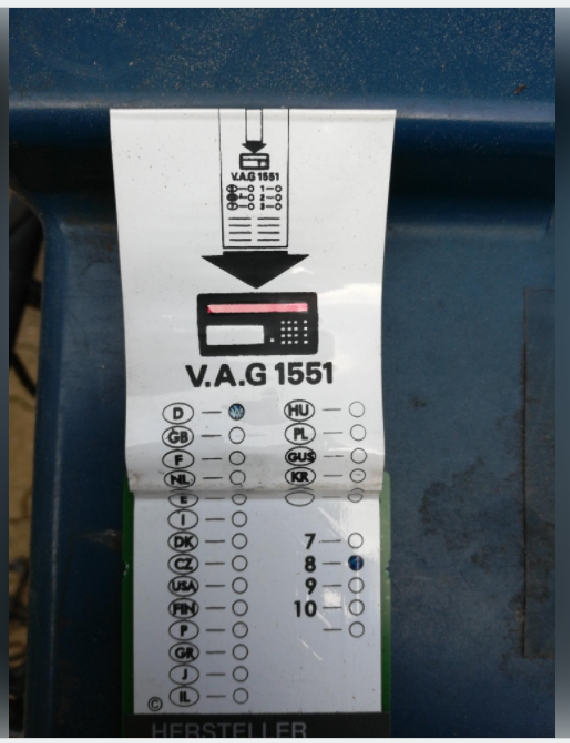 V.A.G 1551
1
2
3
V.A.G 1551
D HU
GB PL
F GUS
NL KR
E
I
DK 7
CZ 8
USA 9
FIN 10
P
GR
J
© IL
HERSTELLER